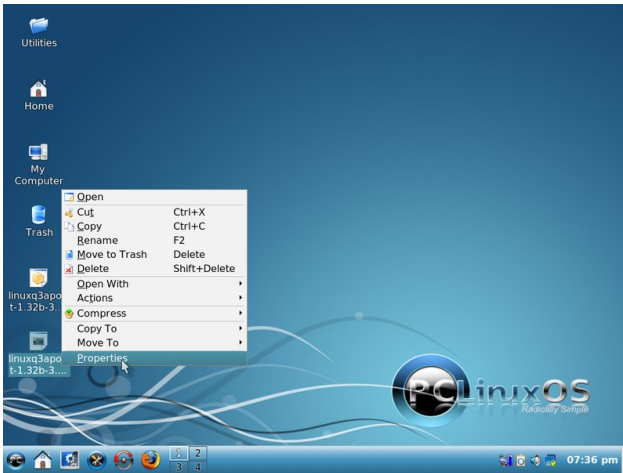 Utilities
Home
My
Computer
Trash
linuxq3apo
t-1.32b-3..
linuxq3apo
t-1.32b-3....
Open
Cut Ctrl+X
Copy Ctrl+C
Rename F2
Move to Trash Delete
Delete Shift+Delete
Open With
Actions
Compress
Copy To
Move To
Properties
PCLinuxOS
Radically Simple
1 2
3 4
07:36 pm